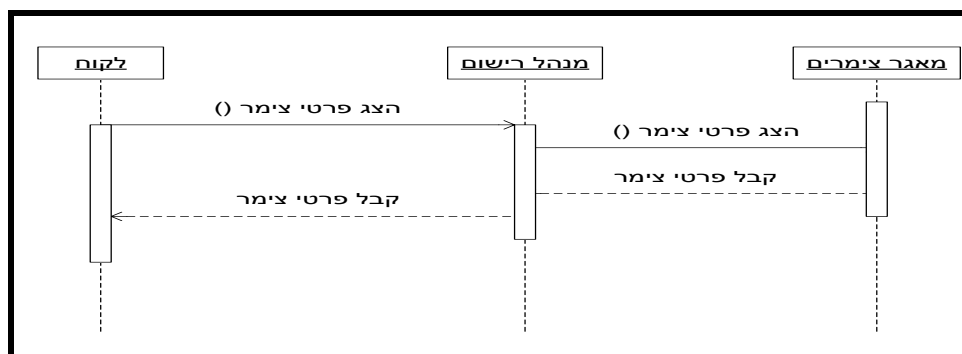 מאגר צימרים
מנהל רישום
לקוח
הצג פרטי צימר ()
הצג פרטי צימר ()
קבל פרטי צימר
קבל פרטי צימר